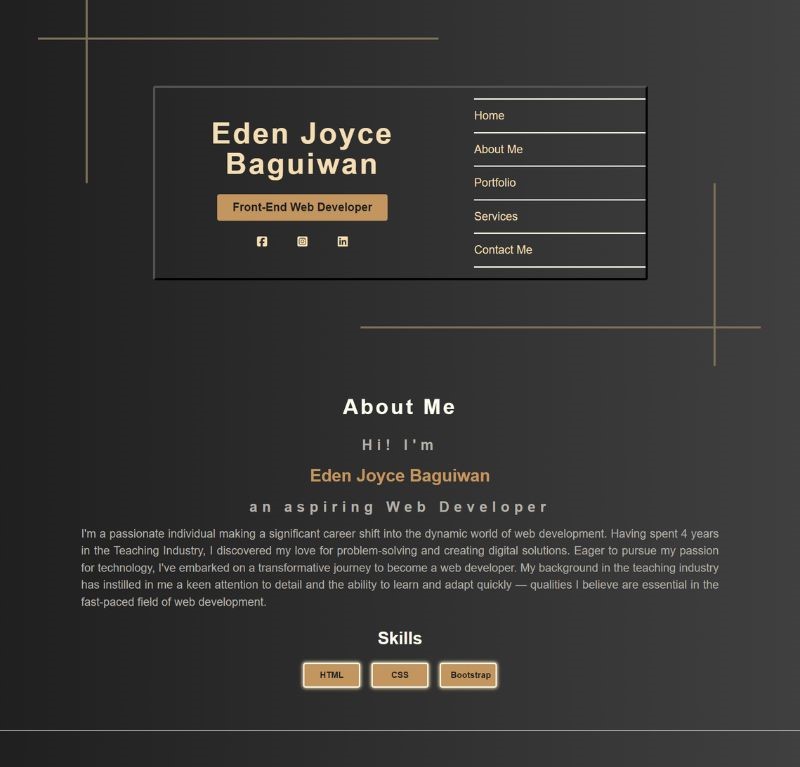 Eden Joyce
Baguiwan
Front-End Web Developer
Home
About Me
Portfolio
Services
Contact Me
About Me
Hi! I'm
Eden Joyce Baguiwan
an aspiring Web Developer
I'm a passionate individual making a significant career shift into the dynamic world of web development. Having spent 4 years
in the Teaching Industry, I discovered my love for problem-solving and creating digital solutions. Eager to pursue my passion
for technology, I've embarked on a transformative journey to become a web developer. My background in the teaching industry
has instilled in me a keen attention to detail and the ability to learn and adapt quickly — qualities I believe are essential in the
fast-paced field of web development.
Skills
HTML CSS Bootstrap